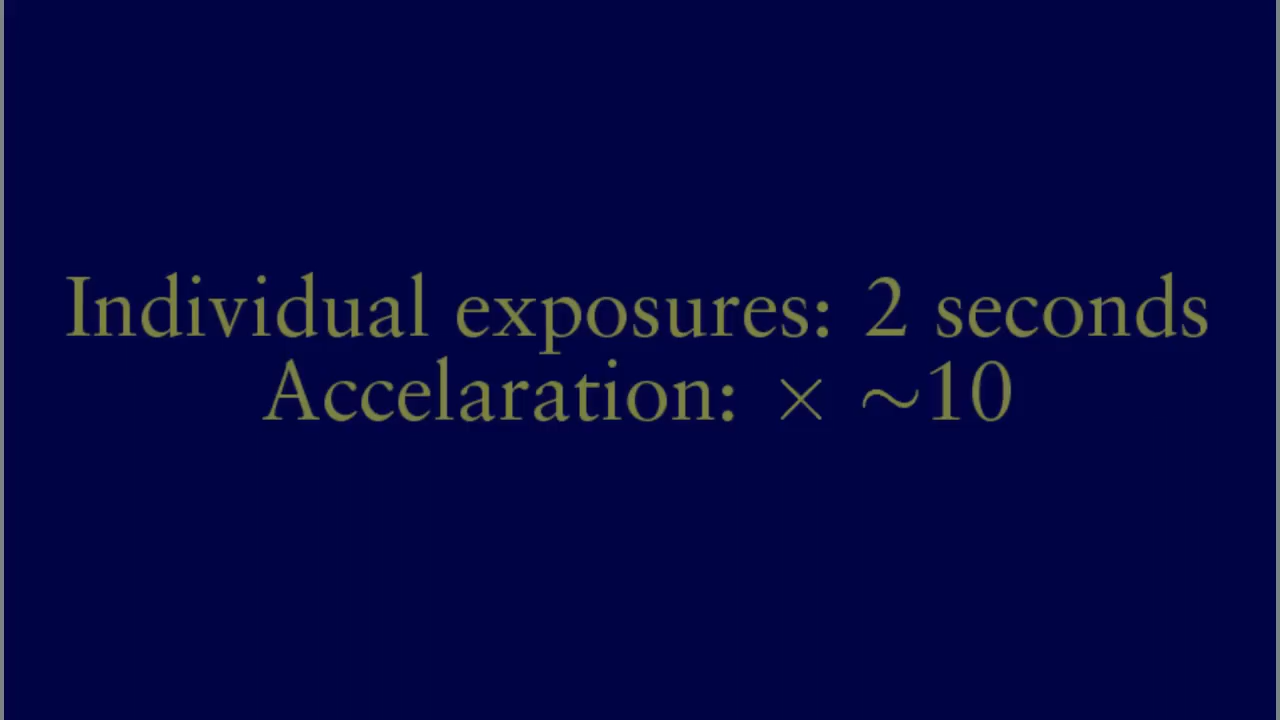 Individual exposures: 2 seconds
Accelaration: × ~10